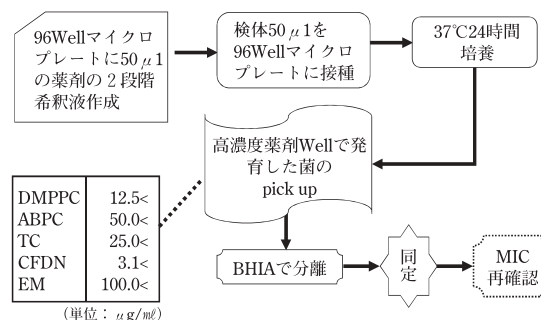 96Wellマイクロ
プレートに50μ1
の薬剤の２段階
希釈液作成
検体50μ1を
96Wellマイクロ
プレートに接種
37℃24時間
培養
高濃度薬剤Wellで発
育した菌の
pick up
DMPPC 12.5<
ABPC 50.0<
TC 25.0<
CFDN 3.1<
EM 100.0<
(単位：μg/㎖)
BHIAで分離
同定
MIC
再確認